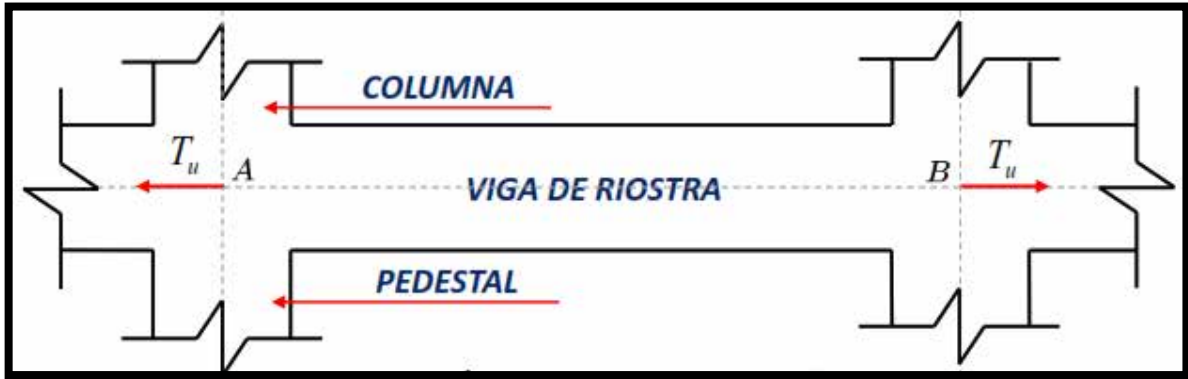 COLUMNA
T_u A
VIGA DE RIOSTRA
B T_u
PEDESTAL